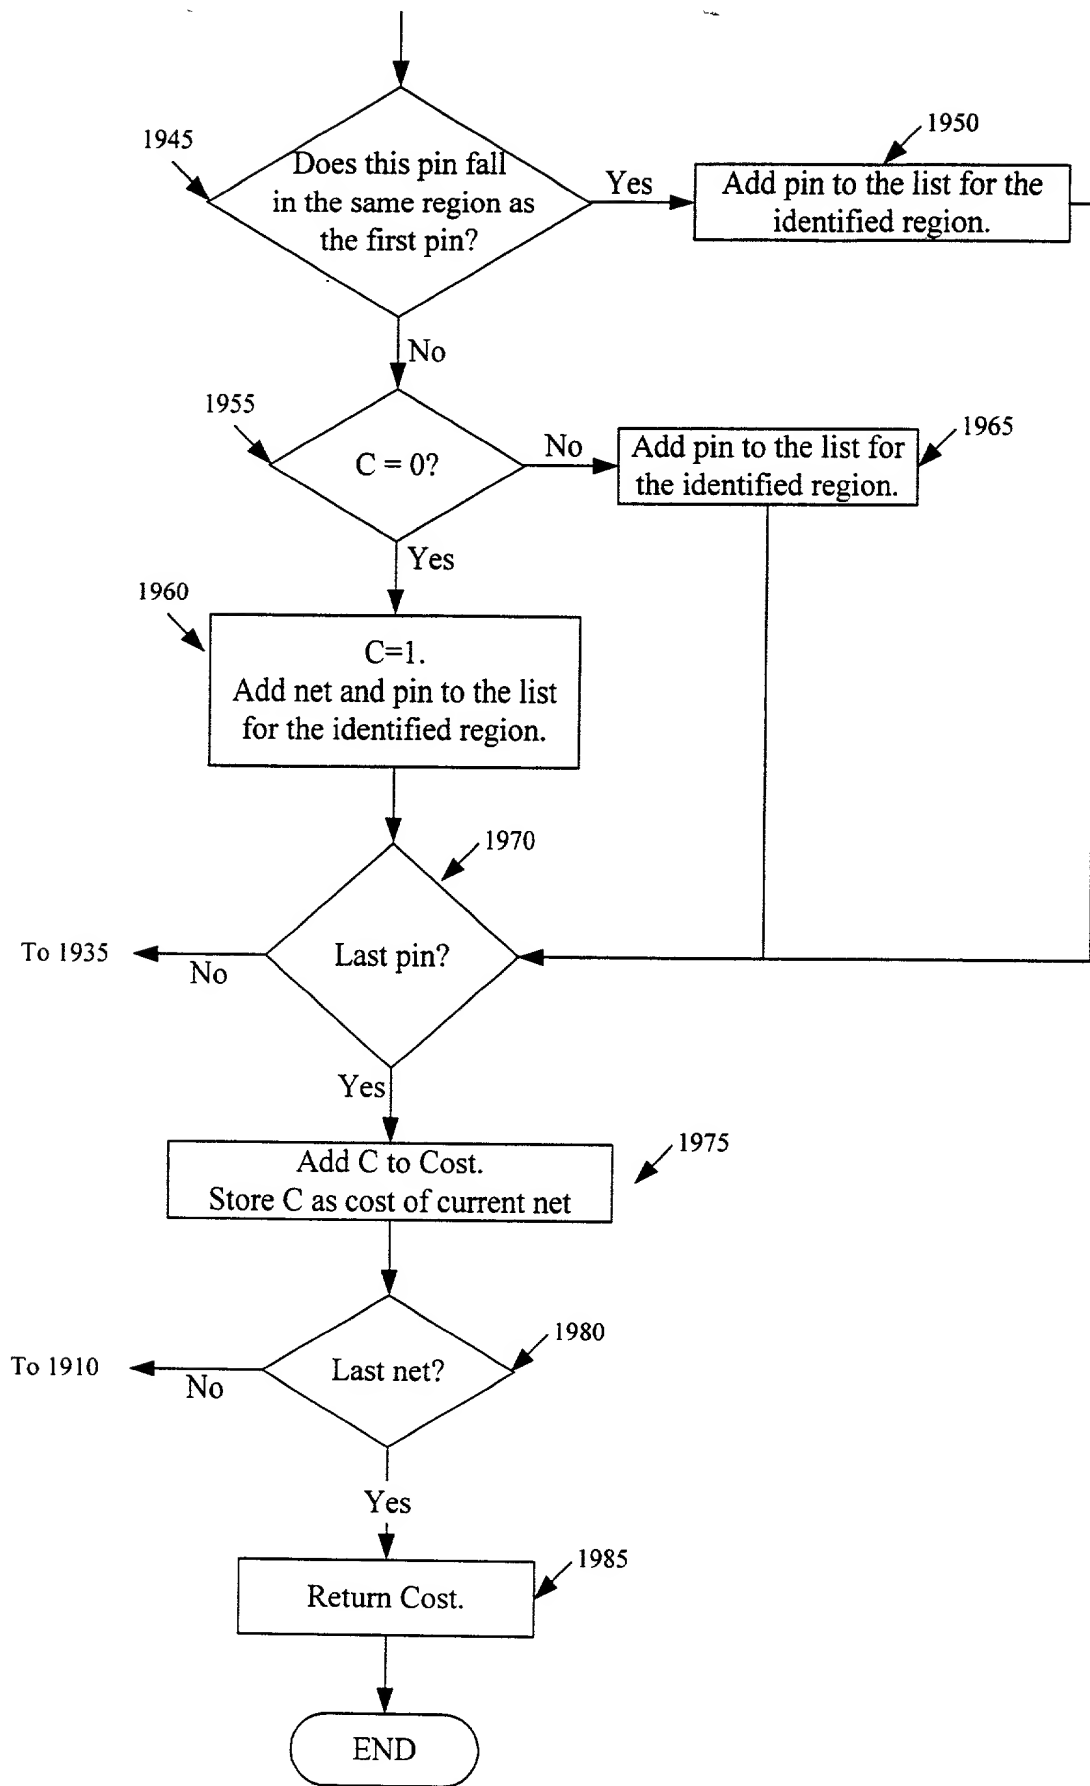 1945
Does this pin fall
in the same region as
the first pin?
Yes
1950
Add pin to the list for the
identified region.
No
1955
C = 0?
No
1965
Add pin to the list for
the identified region.
Yes
1960
C=1.
Add net and pin to the list
for the identified region.
1970
Last pin?
To 1935
No
Yes
1975
Add C to Cost.
Store C as cost of current net
1980
Last net?
To 1910
No
Yes
1985
Return Cost.
END